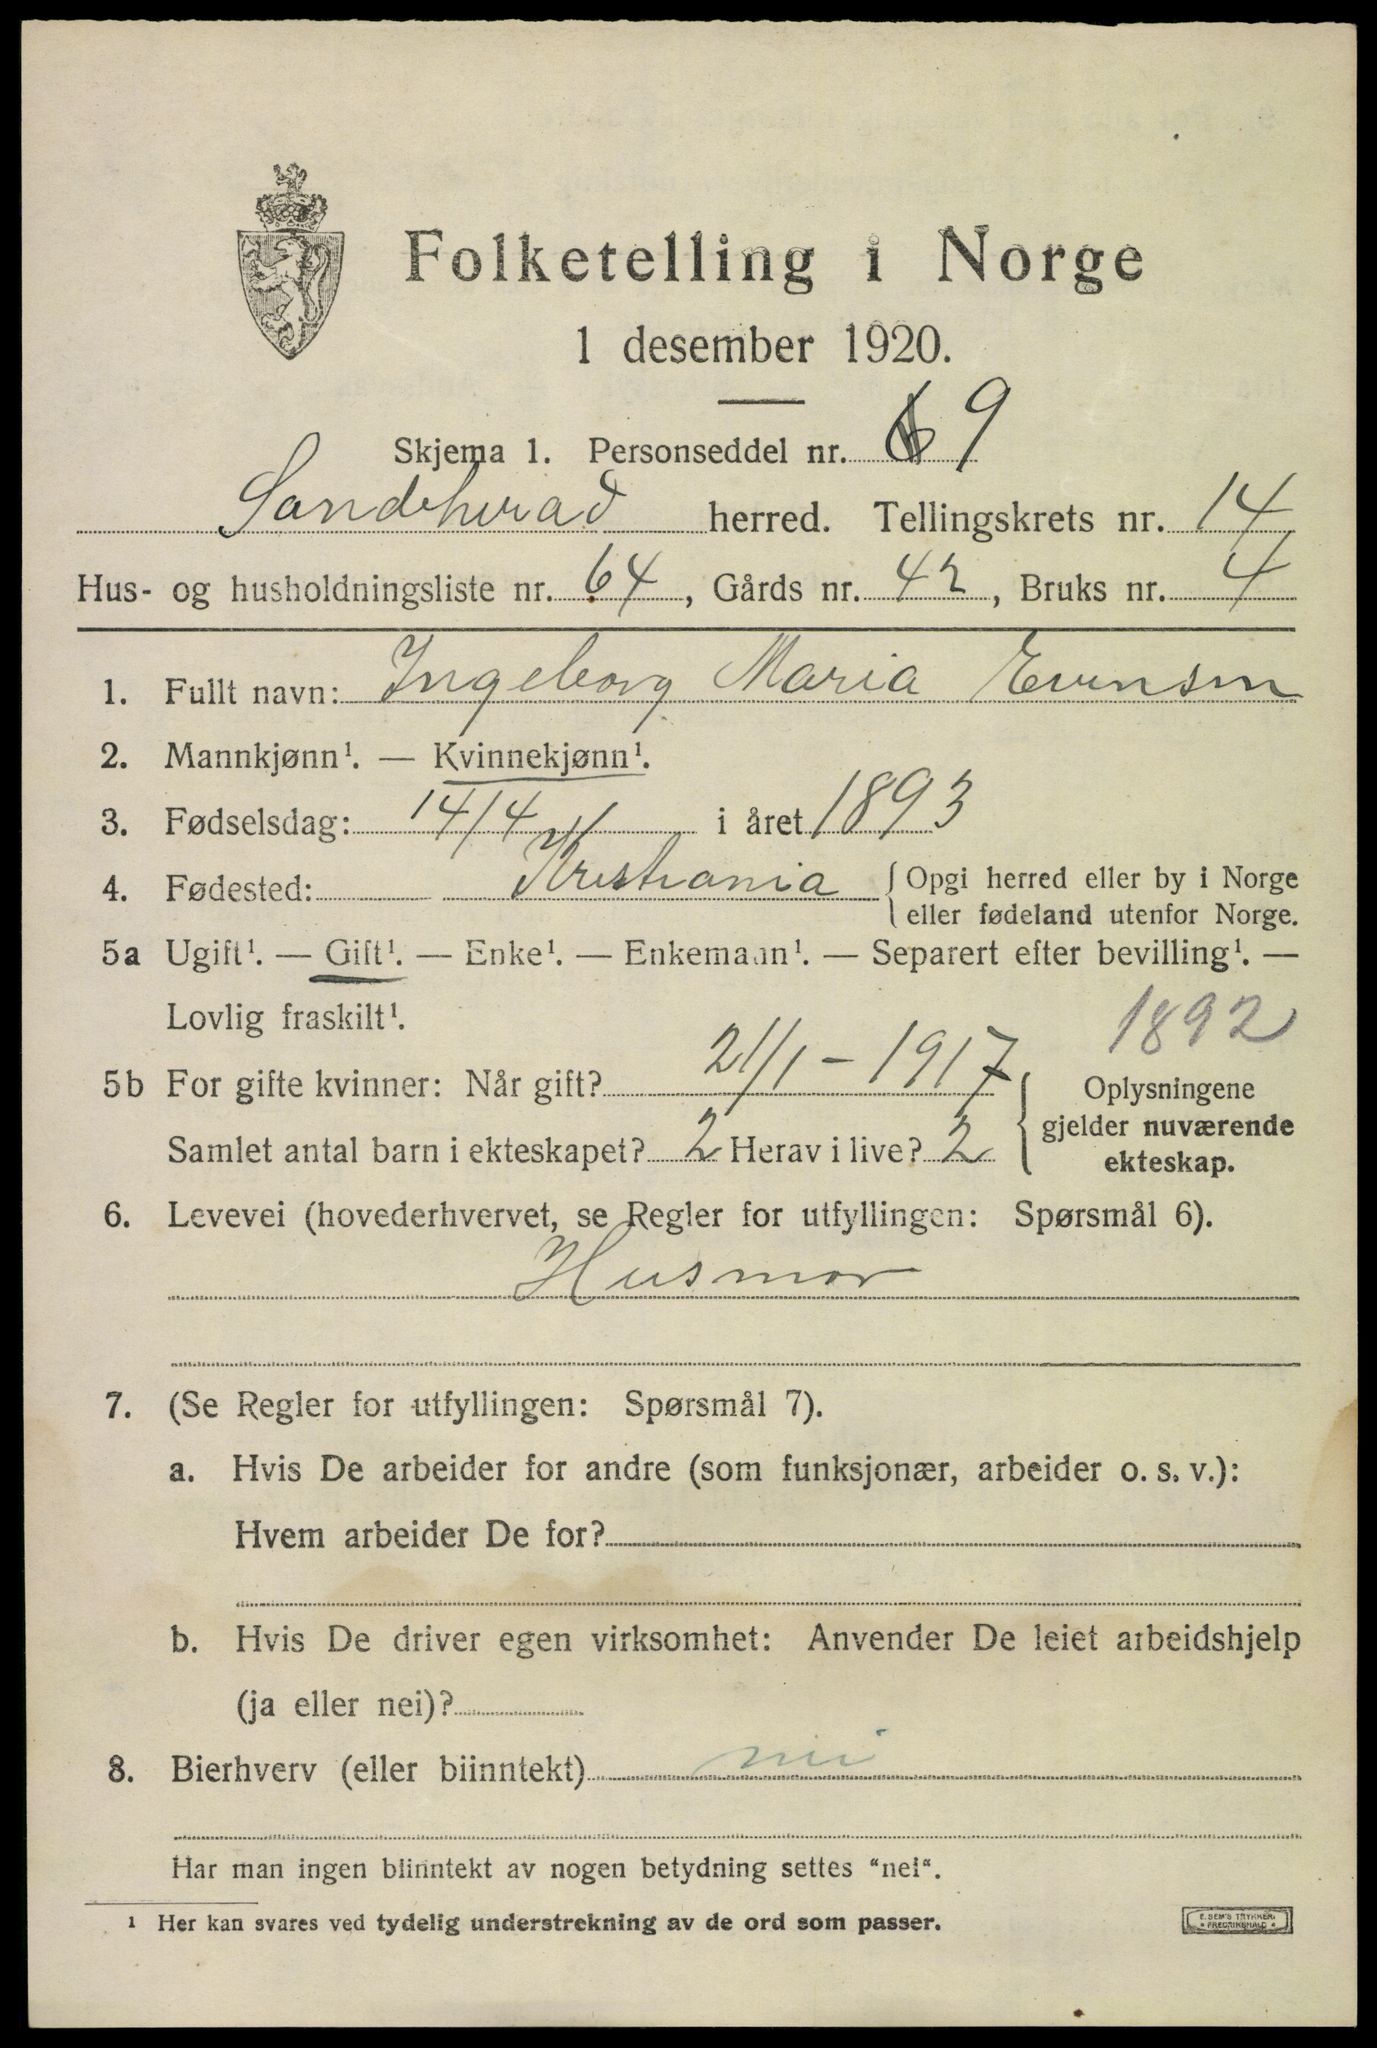 Folketelling i Norge
1 desember 1920.
Skjema 1. Personseddel nr. 9
Sandeherad herred. Tellingskrets nr. 14
Hus- og husholdningsliste nr. 64, Gårds nr. 42, Bruks nr. 4
1. Fullt navn: Ingeborg Maria Evensen
2. Mannkjønn¹. — Kvinnekjønn¹.
3. Fødselsdag: 14/4 i året 1893
4. Fødested: Kristiania { Opgi herred eller by i Norge
eller fødeland utenfor Norge.
5a Ugift¹. — Gift¹. — Enke¹. — Enkemann¹. — Separert efter bevilling¹. —
Lovlig fraskilt¹.
1892
5b For gifte kvinner: Når gift? 21/1 – 1917
Samlet antal barn i ekteskapet? 2 Herav i live? 2
Oplysningene
gjelder nuværende
ekteskap.
6. Levevei (hovederhvervet, se Regler for utfyllingen: Spørsmål 6).
Husmor
7. (Se Regler for utfyllingen: Spørsmål 7).
a. Hvis De arbeider for andre (som funksjonær, arbeider o. s. v.):
Hvem arbeider De for?
b. Hvis De driver egen virksomhet: Anvender De leiet arbeidshjelp
(ja eller nei)?
8. Bierhverv (eller biinntekt) nei
Har man ingen biinntekt av nogen betydning settes "nei".
¹ Her kan svares ved tydelig understrekning av de ord som passer.
E. SEM'S TRYKKERI
* FREDRIKSHALD *